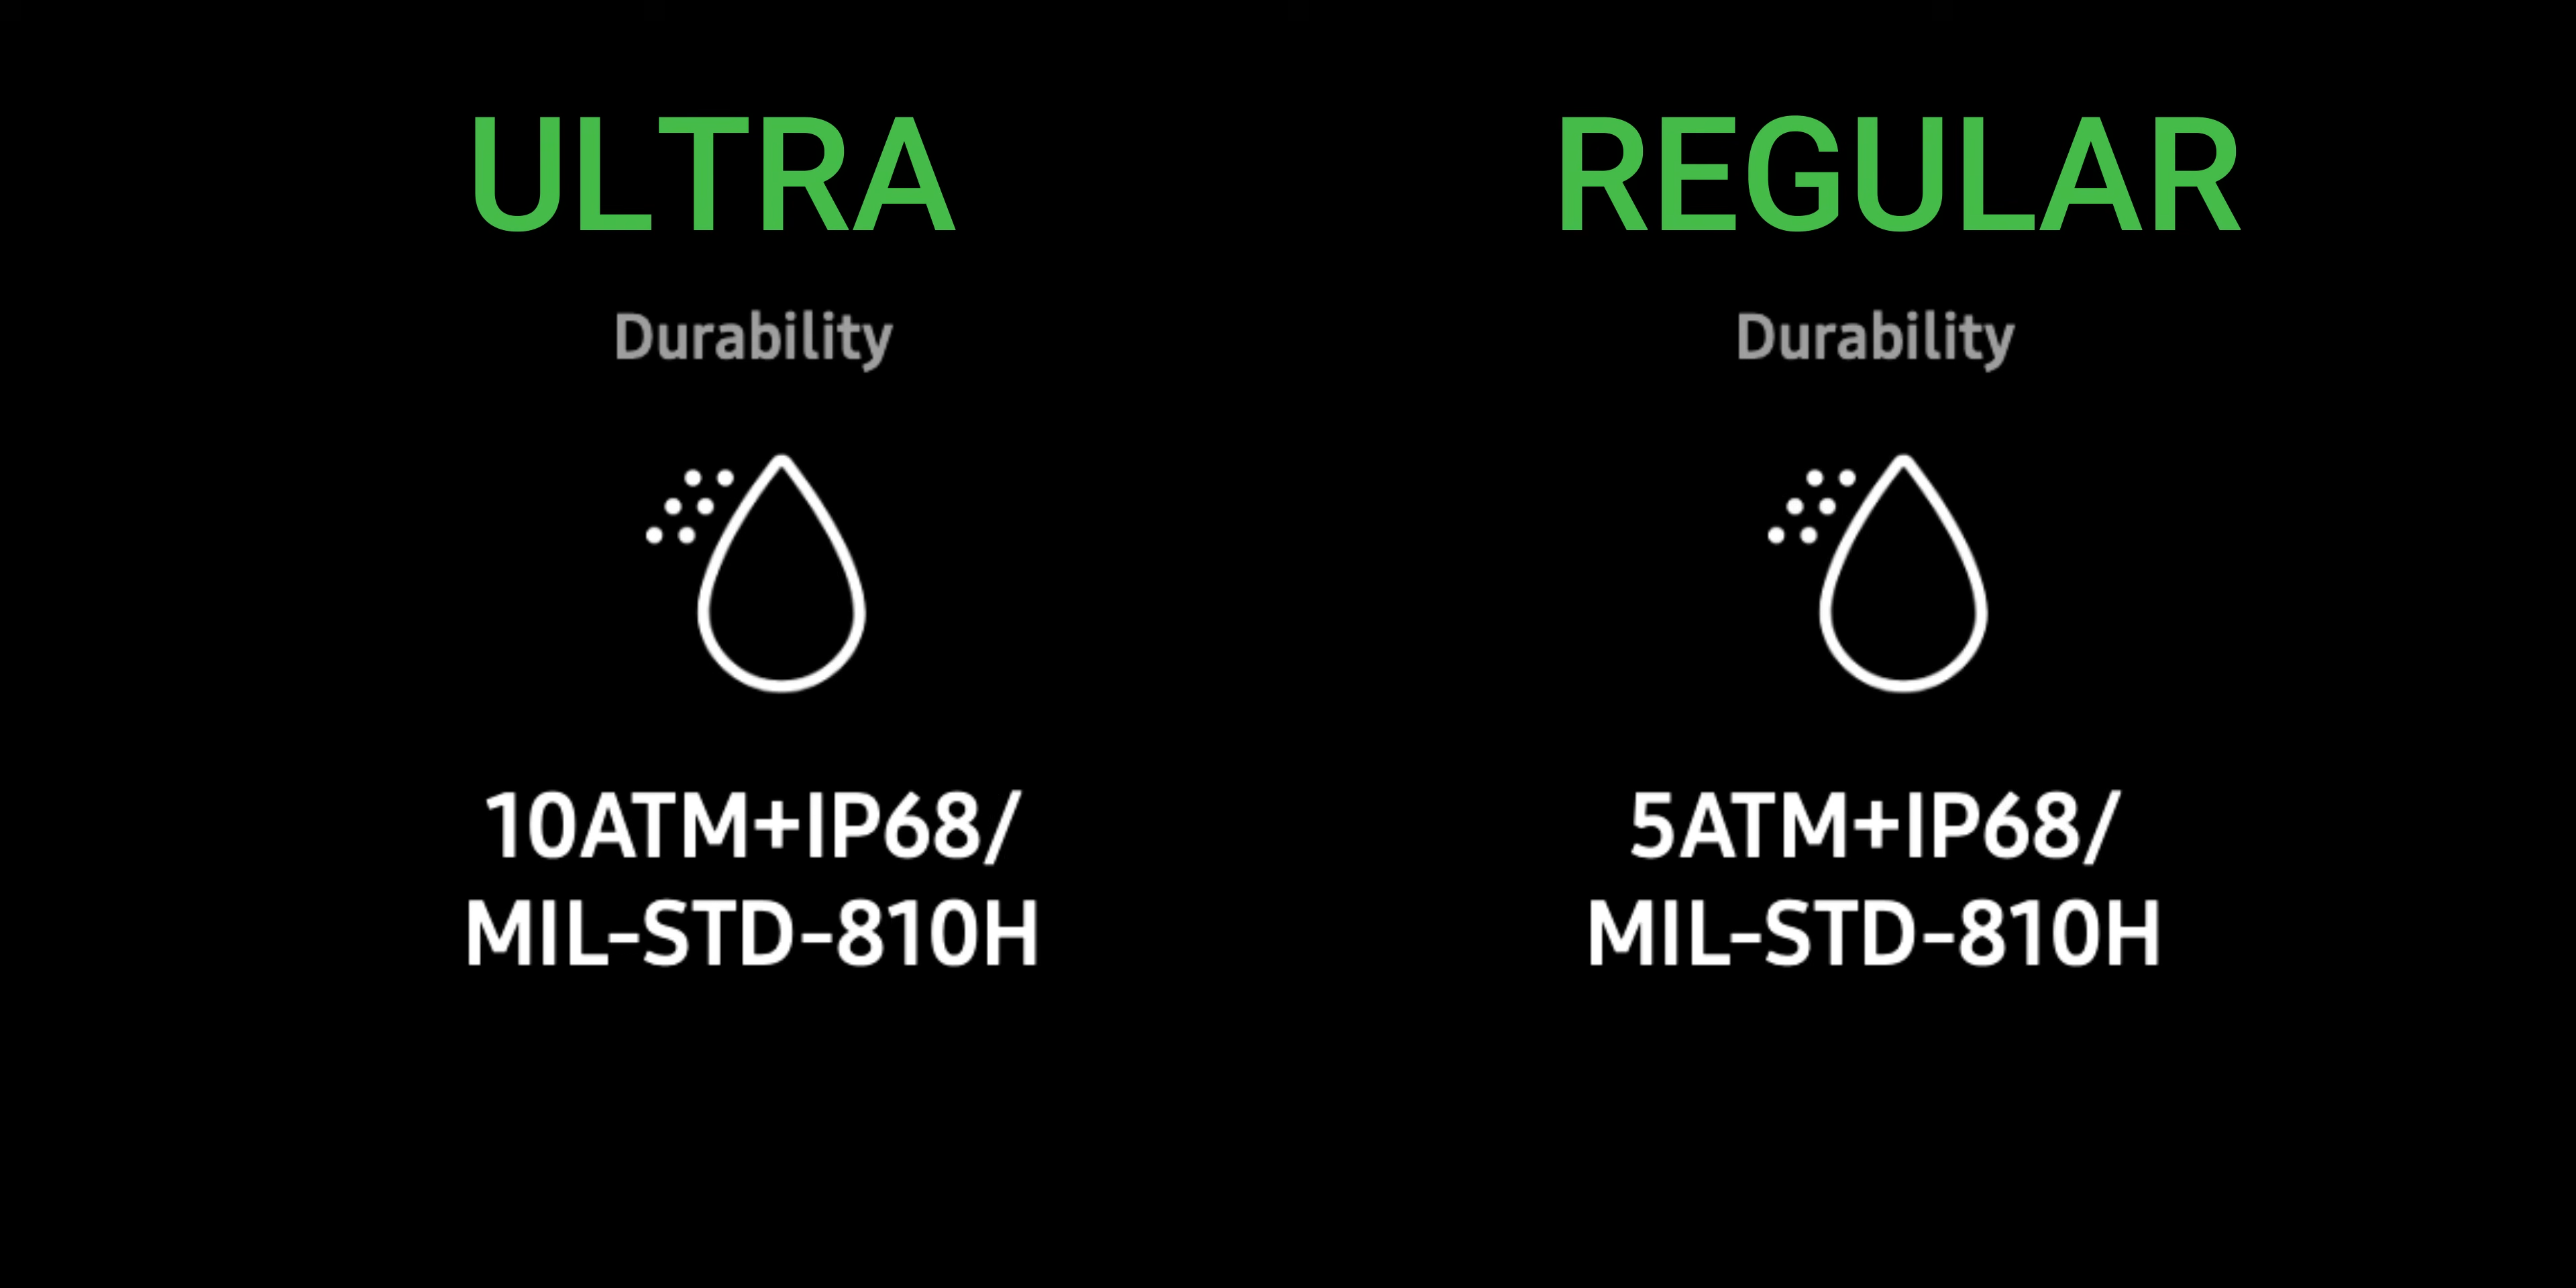 ULTRA
Durability
10ATM+IP68/
MIL-STD-810H
REGULAR
Durability
5ATM+IP68/
MIL-STD-810H